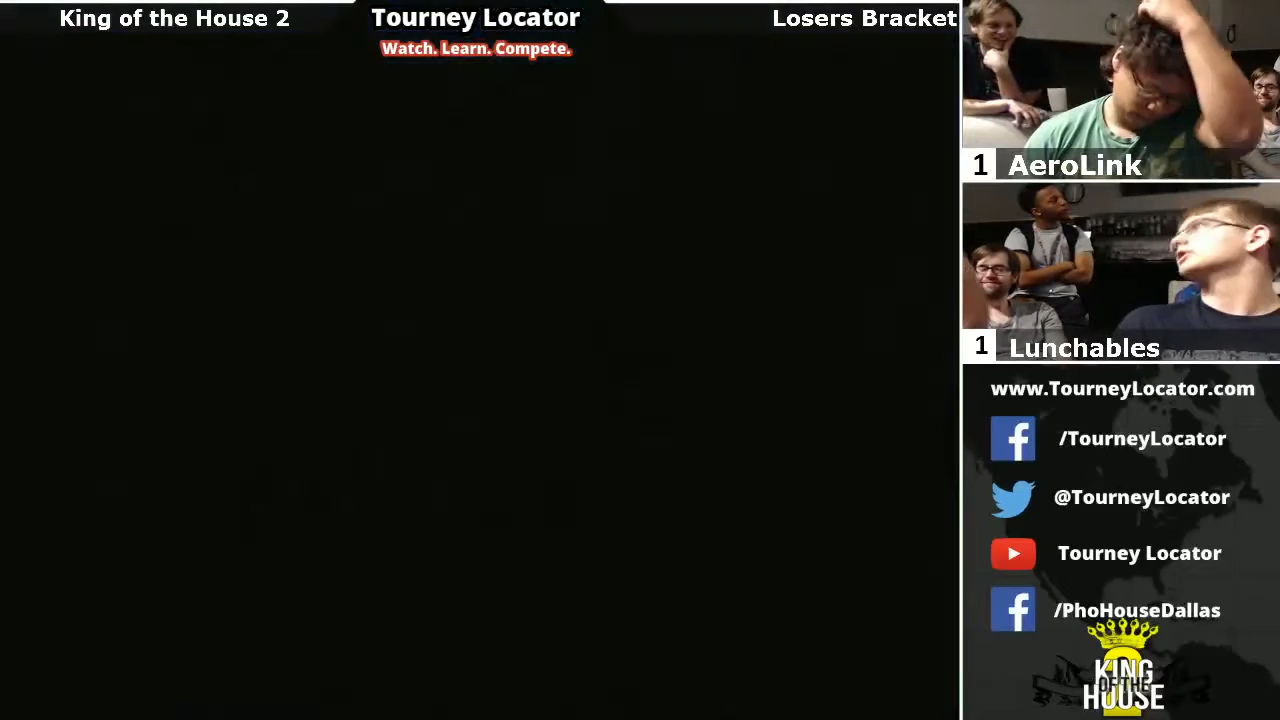 King of the House 2
Tourney Locator
Losers Bracket
Watch. Learn. Compete.
1 AeroLink
1 Lunchables
www.TourneyLocator.com
/TourneyLocator
@TourneyLocator
Tourney Locator
/PhoHouseDallas
2
KING
OF THE
HOUSE